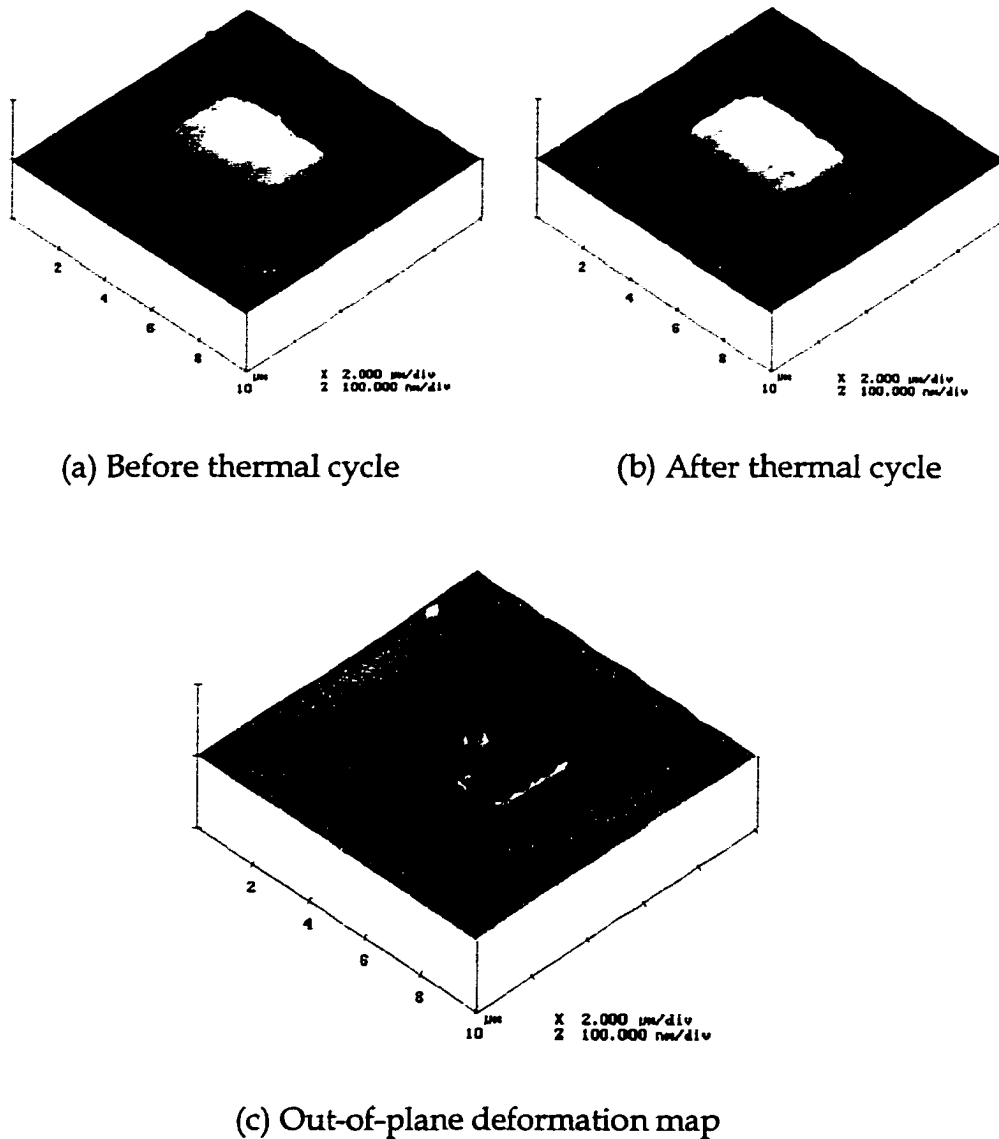 2
4
6
8
10 µm
X 2.000 µm/div
Z 100.000 nm/div
2
4
6
8
10 µm
X 2.000 µm/div
Z 100.000 nm/div
(a) Before thermal cycle
(b) After thermal cycle
2
4
6
8
10 µm
X 2.000 µm/div
Z 100.000 nm/div
(c) Out-of-plane deformation map